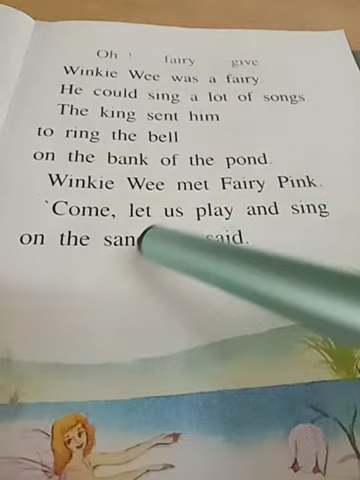 Oh ! fairy give
Winkie Wee was a fairy.
He could sing a lot of songs.
The king sent him
to ring the bell
on the bank of the pond.
Winkie Wee met Fairy Pink.
‘Come, let us play and sing
on the said.